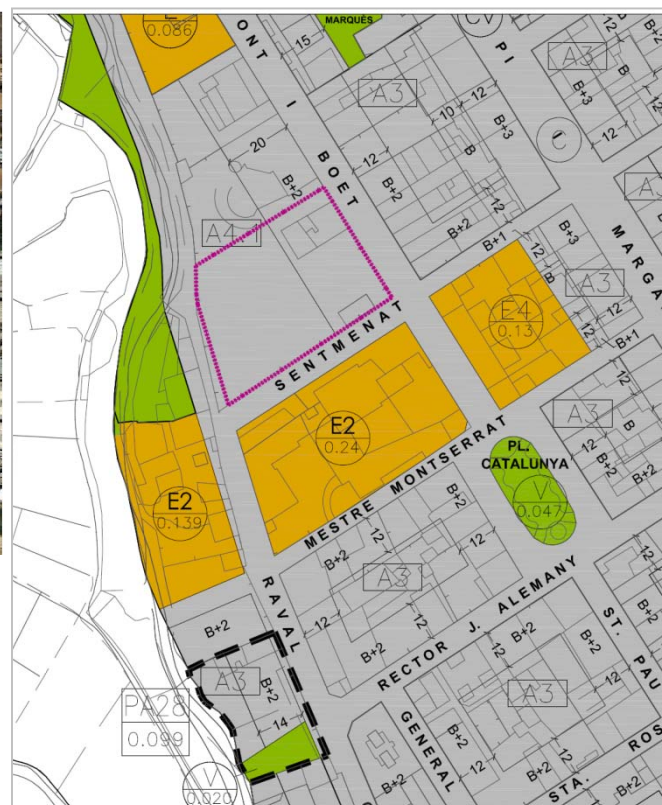 MARQUÈS
E
0.086
ONT I BOET
15
B+2
12
CV
PI
B+2
B
A3
B+3
B
12
A3
12
10
12
B+3
20
B+2
12
B+2
A4.1
B+2
B+1
12
B+3
MARGA
A3
A3
12
B
12
B+1
SENTMENAT
E4
0.13
12
E2
0.24
A3
12
B
B+2
E2
0.139
MESTRE MONTSERRAT
PL.
CATALUNYA
V
0.047
B+2
12
12
B+2
A3
RAVAL
B+2
12
B+2
12
RECTOR J. ALEMANY
12
B+2
12
ST. PAU
B+2
A3
B+2
14
PA28
0.099
V
0.020
GENERAL
B+2
12
A3
12
B+2
12
B+2
STA. ROS